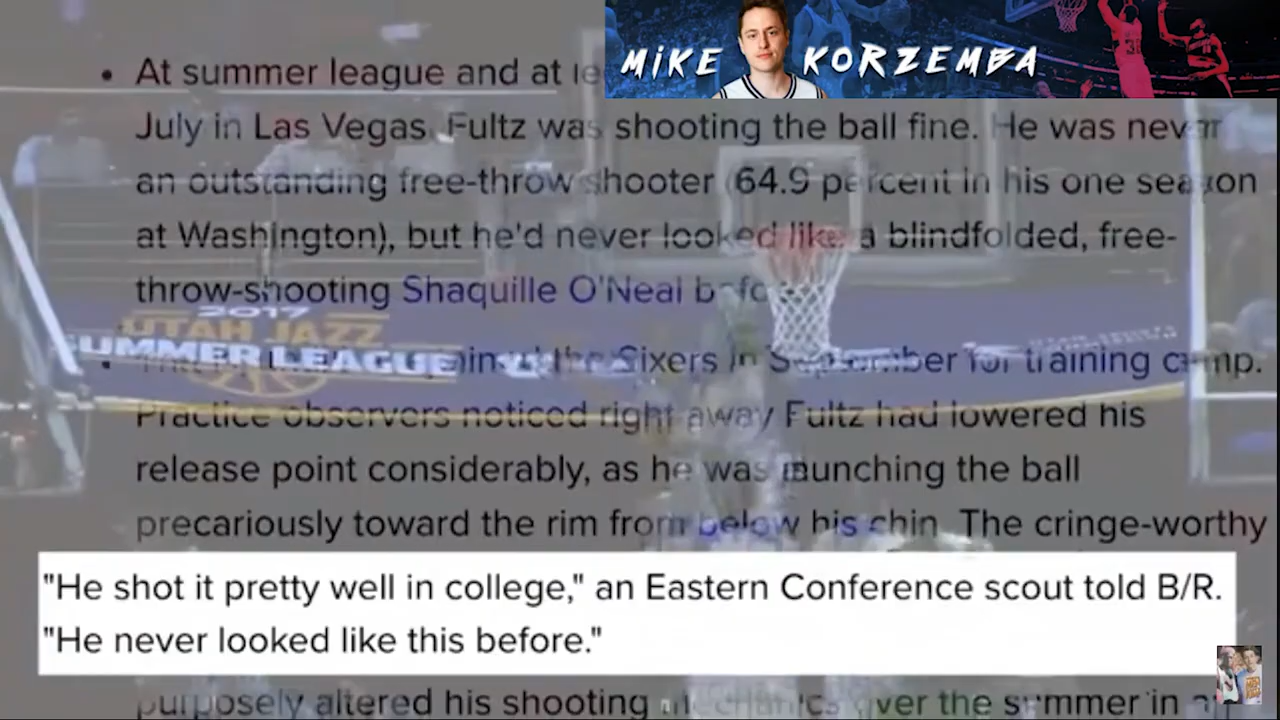 MIKE KORZEMBA
• At summer league and at le
July in Las Vegas, Fultz was shooting the ball fine. He was never
an outstanding free-throw shooter (64.9 percent in his one season
at Washington), but he'd never looked like a blindfolded, free-
throw-shooting Shaquille O'Neal before.
2017
UTAH JAZZ
SUMMER LEAGUE
the Sixers in September for training camp.
Practice observers noticed right away Fultz had lowered his
release point considerably, as he was launching the ball
precariously toward the rim from below his chin. The cringe-worthy
"He shot it pretty well in college," an Eastern Conference scout told B/R.
"He never looked like this before."
purposely altered his shooting mechanics over the summer in